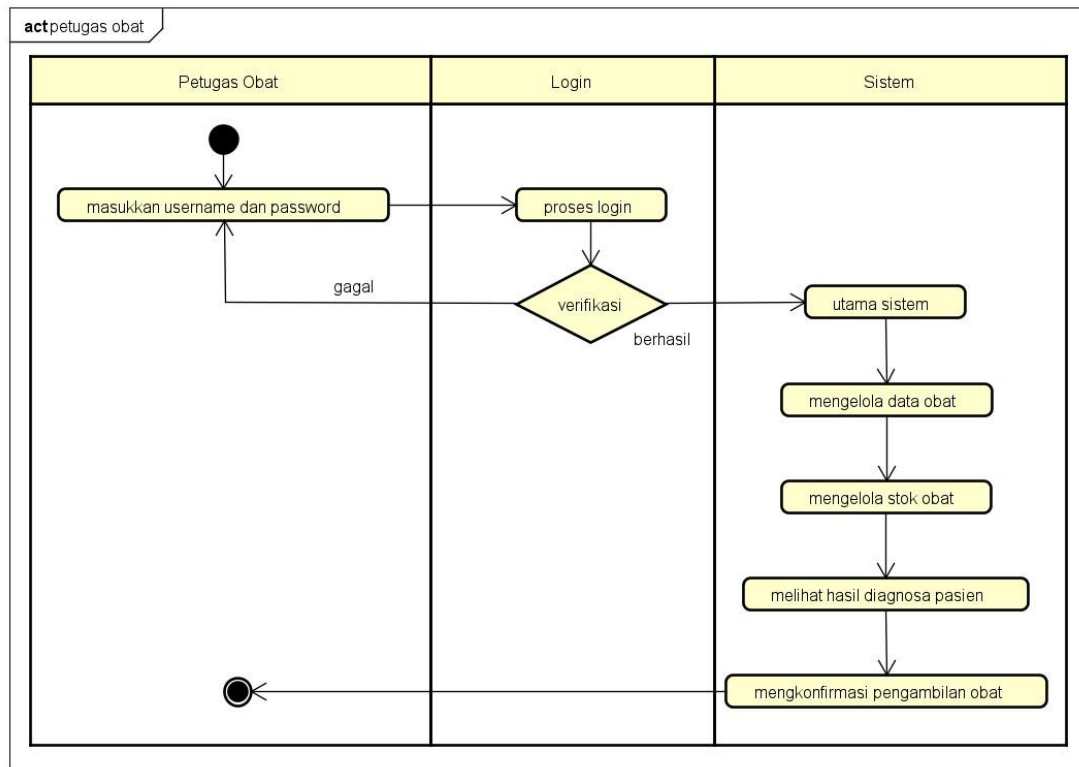 act petugas obat
Petugas Obat
Login
Sistem
masukkan username dan password
proses login
gagal
verifikasi
berhasil
utama sistem
mengelola data obat
mengelola stok obat
melihat hasil diagnosa pasien
mengkonfirmasi pengambilan obat